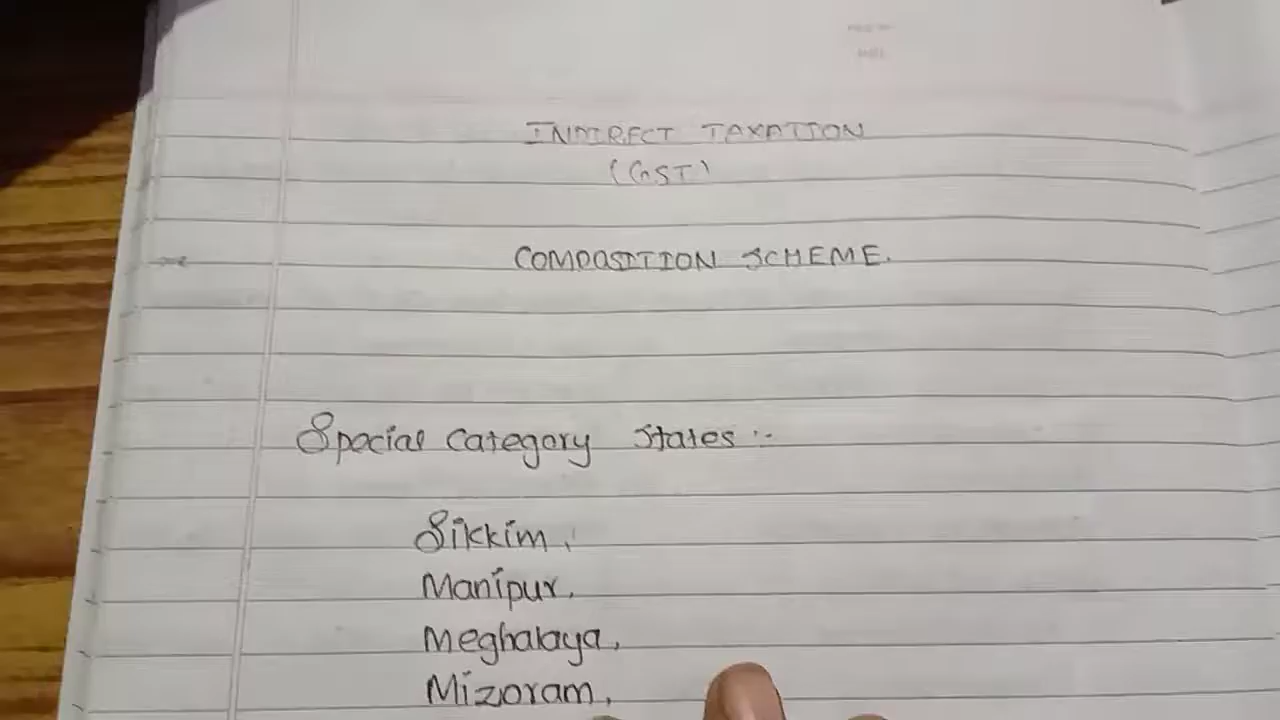 INDIRECT TAXATION
(GST)
COMPOSITION SCHEME.
Special Category States :-
Sikkim,
Manipur,
Meghalaya,
Mizoram,